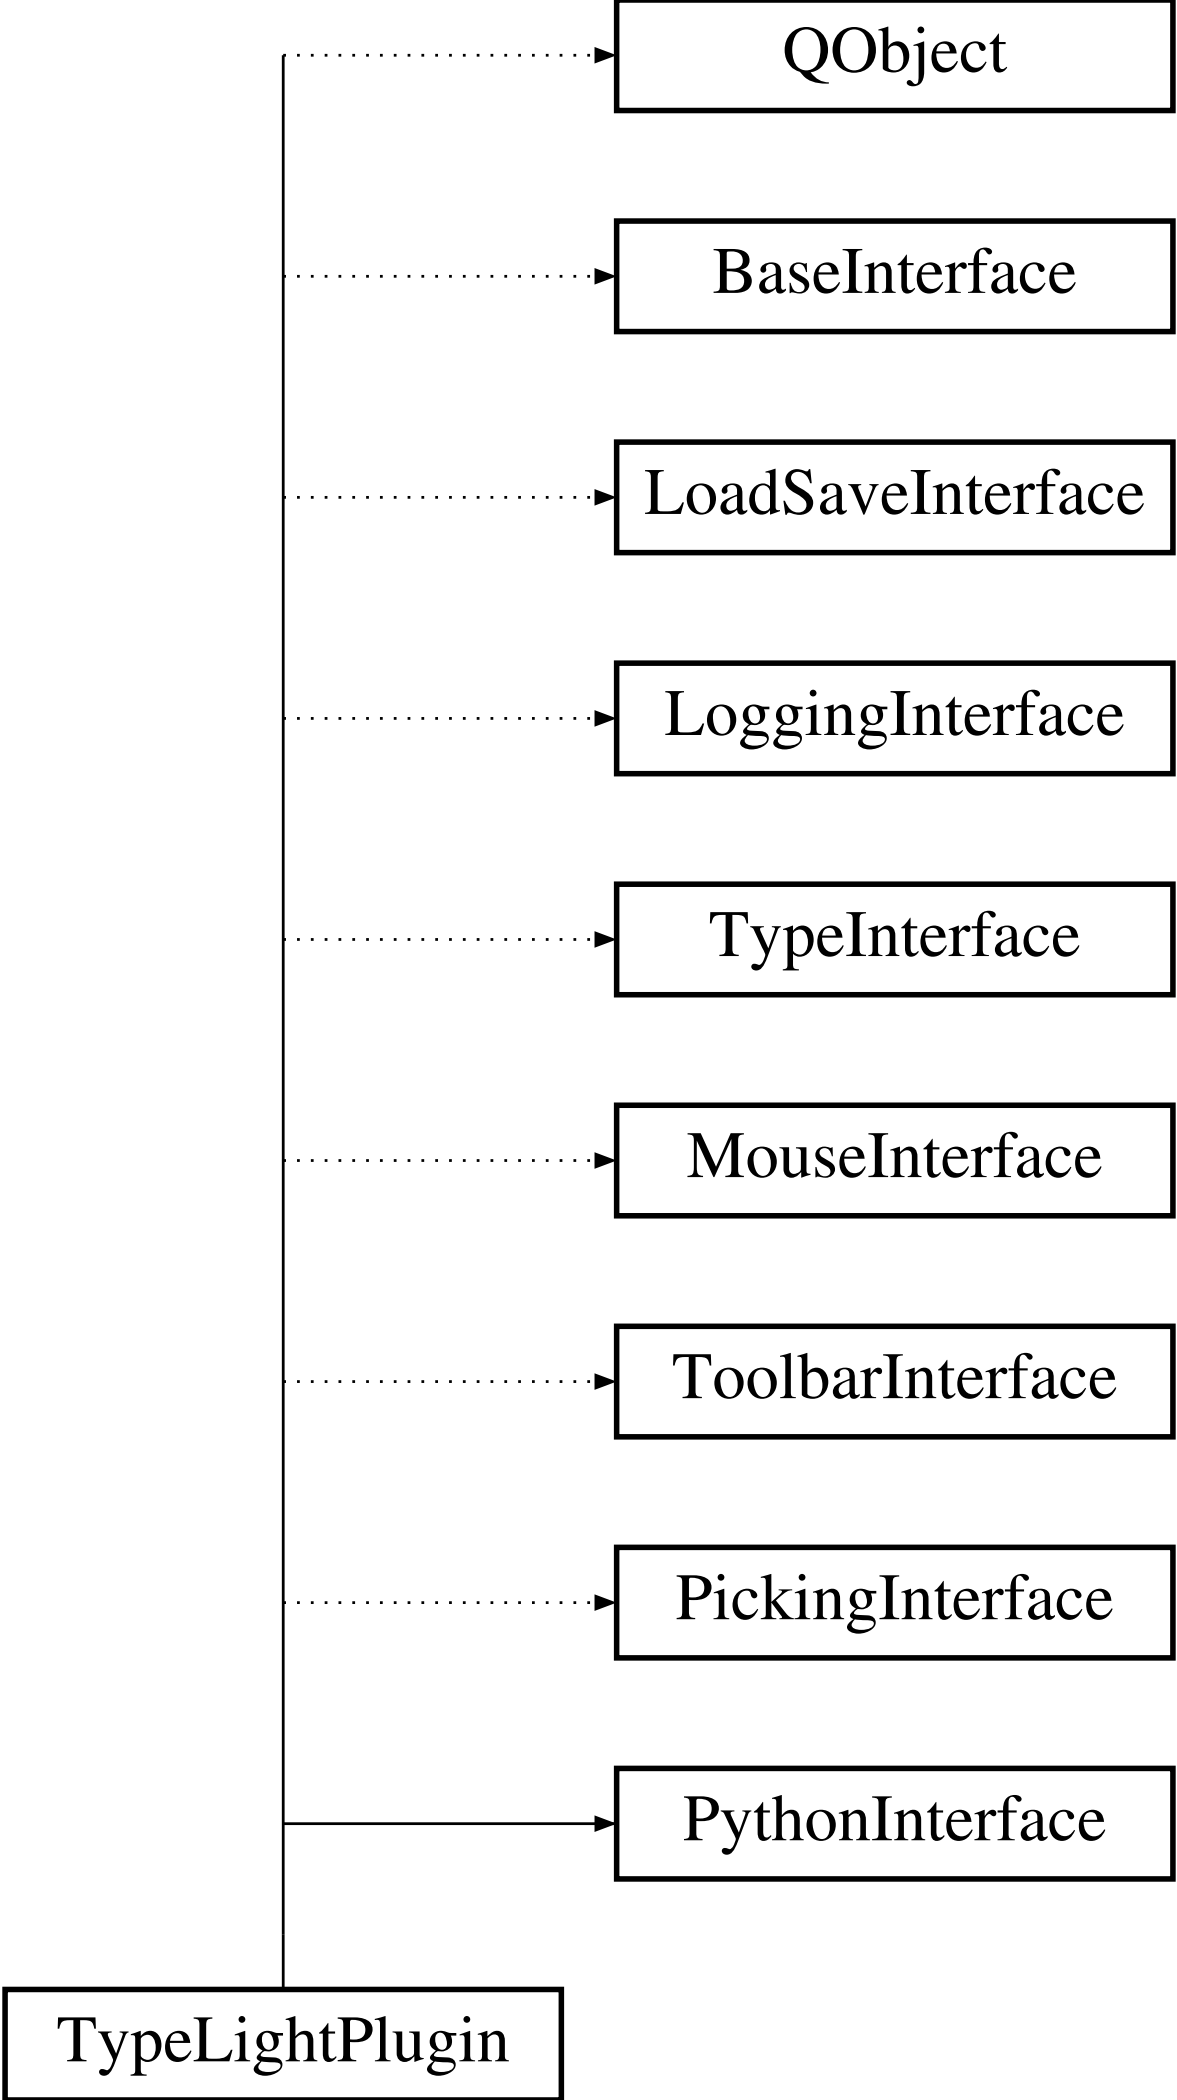 QObject
BaseInterface
LoadSaveInterface
LoggingInterface
TypeInterface
MouseInterface
ToolbarInterface
PickingInterface
PythonInterface
TypeLightPlugin